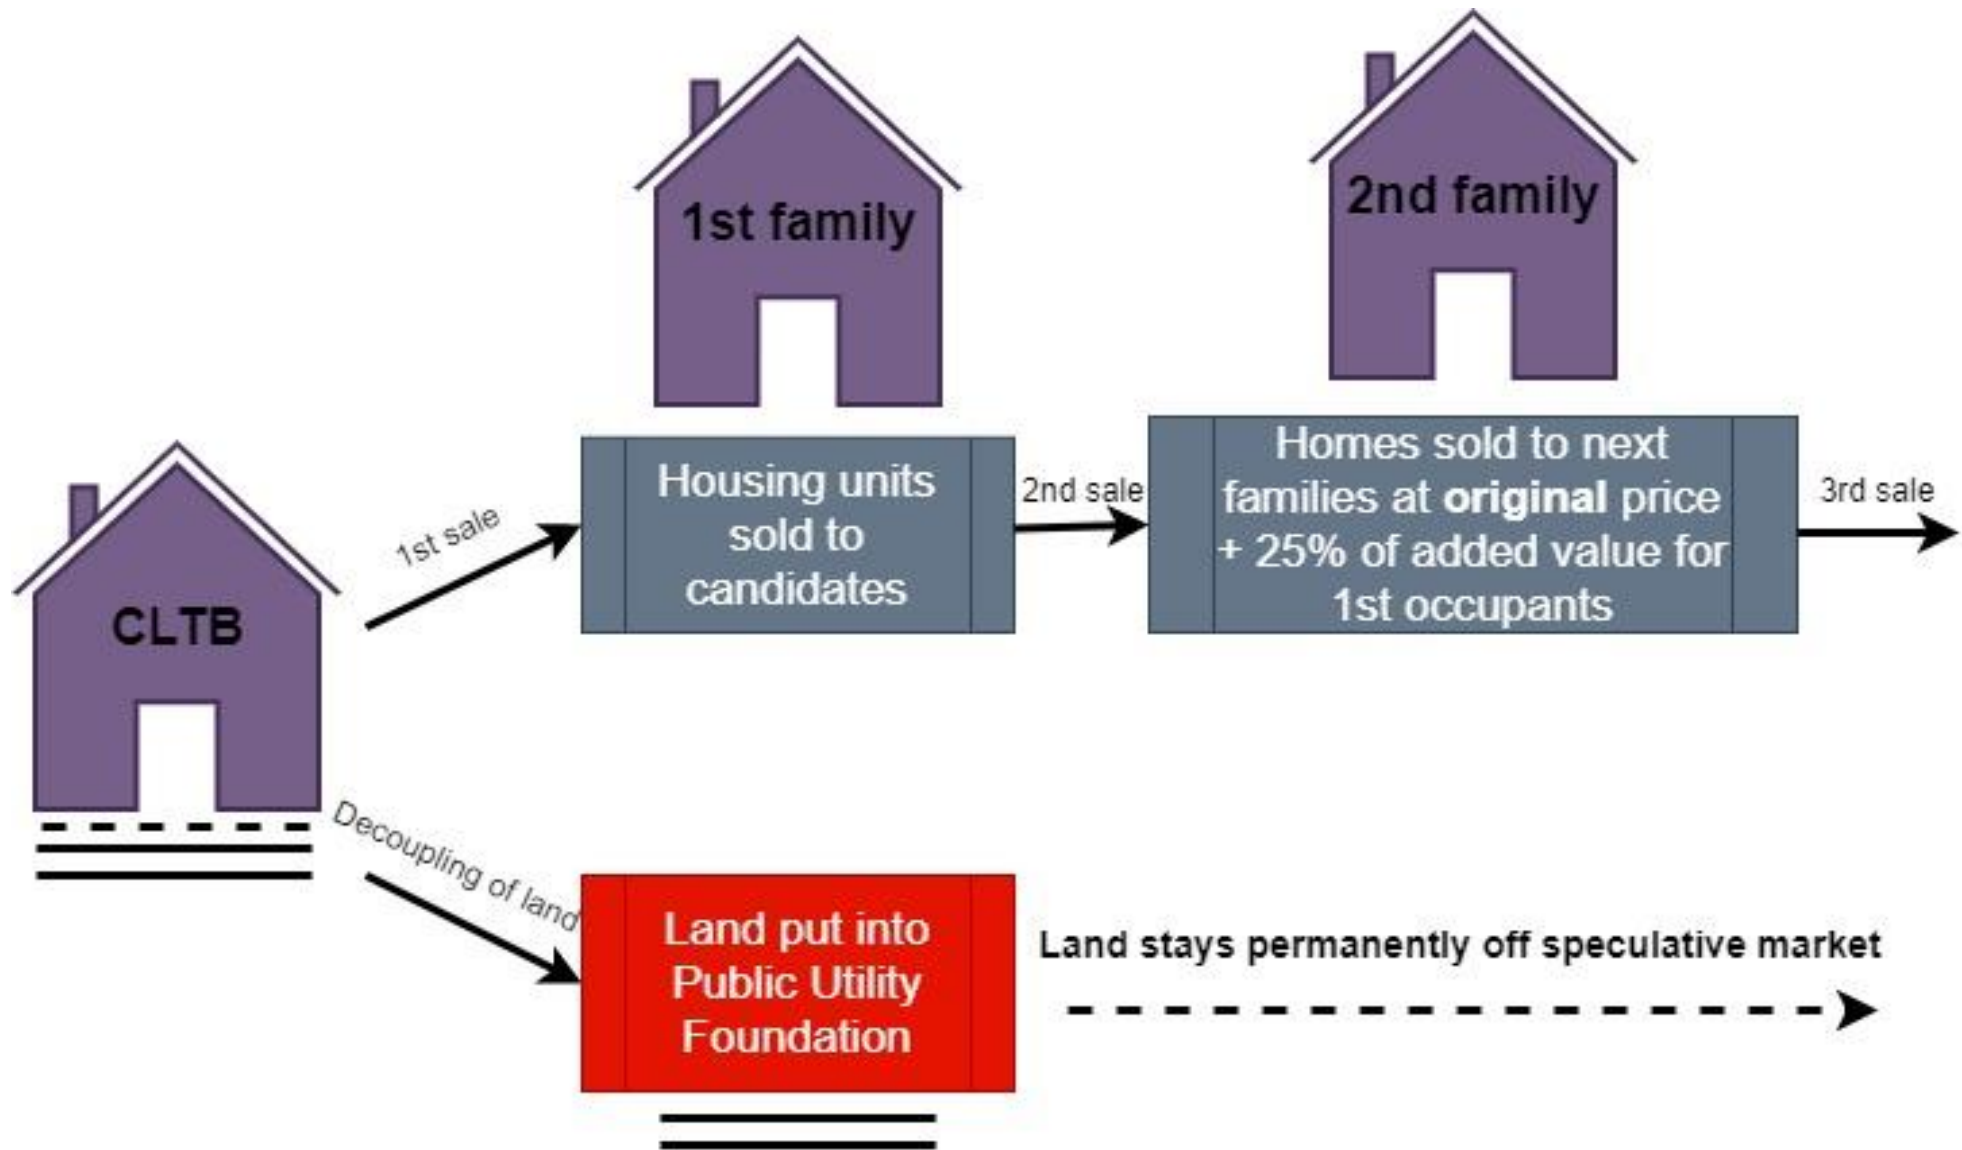 1st family
2nd family
CLTB
1st sale
Housing units
sold to
candidates
2nd sale
Homes sold to next
families at original price
+ 25% of added value for
1st occupants
3rd sale
Decoupling of land
Land put into
Public Utility
Foundation
Land stays permanently off speculative market